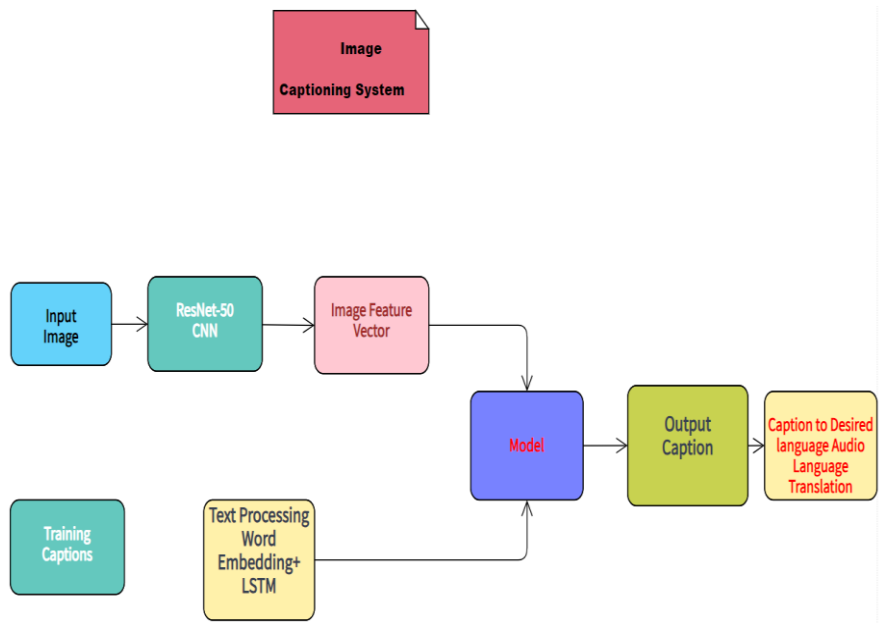 Image
Captioning System
Input
Image
ResNet-50
CNN
Image Feature
Vector
Model
Output
Caption
Caption to Desired
language Audio
Language
Translation
Training
Captions
Text Processing
Word
Embedding+
LSTM